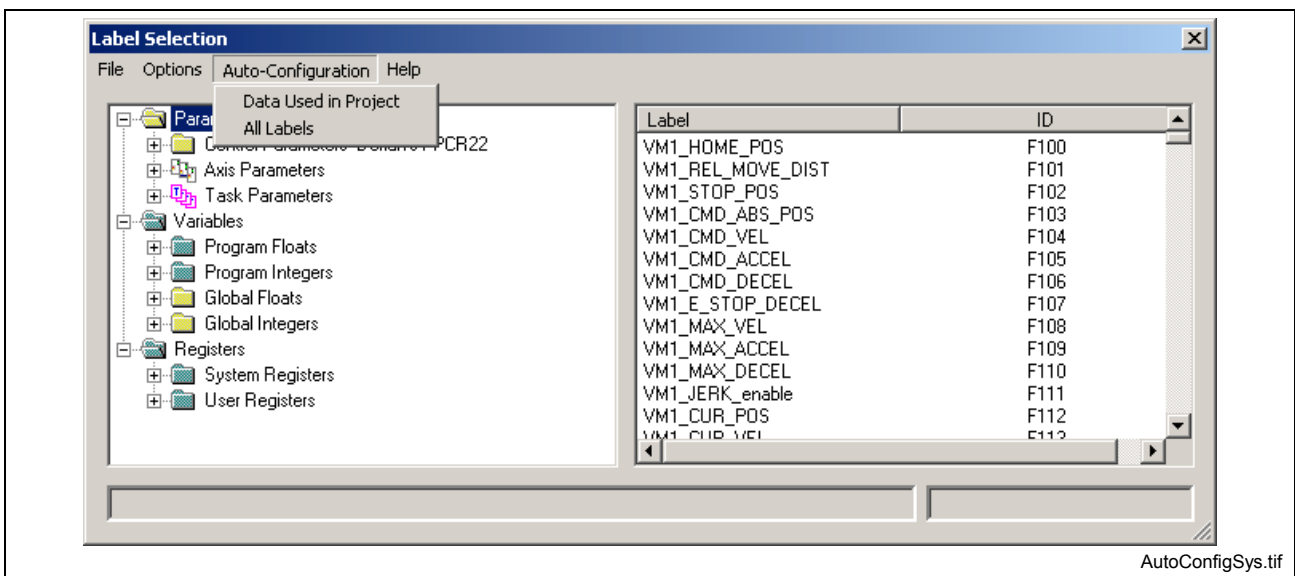 Label Selection
File Options Auto-Configuration Help
Data Used in Project
All Labels
Axis Parameters
Task Parameters
Variables
Program Floats
Program Integers
Global Floats
Global Integers
Registers
System Registers
User Registers
Label ID
VM1_HOME_POS F100
VM1_REL_MOVE_DIST F101
VM1_STOP_POS F102
VM1_CMD_ABS_POS F103
VM1_CMD_VEL F104
VM1_CMD_ACCEL F105
VM1_CMD_DECEL F106
VM1_E_STOP_DECEL F107
VM1_MAX_VEL F108
VM1_MAX_ACCEL F109
VM1_MAX_DECEL F110
VM1_JERK_enable F111
VM1_CUR_POS F112
VM1_CUR_VEL F113
AutoConfigSys.tif